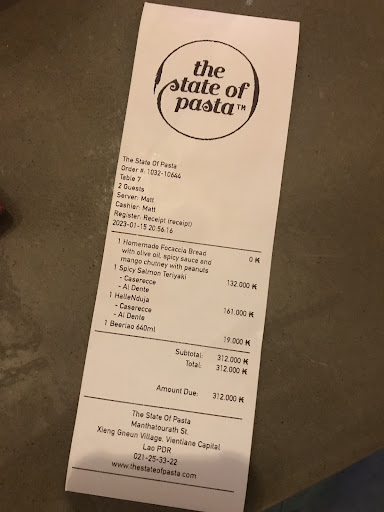 the
state of
pasta™
The State Of Pasta
Order #: 1032-10644
Table 7
2 Guests
Server: Matt
Cashier: Matt
Register: Receipt (receipt)
2023-01-15 20:56:16
1 Homemade Focaccia Bread 0 ₭
with olive oil, spicy sauce and
mango chutney with peanuts
1 Spicy Salmon Teriyaki 132.000 ₭
- Caserecce
- Al Dente
1 HelleNduja 161.000 ₭
- Caserecce
- Al Dente
1 Beerlao 640ml 19.000 ₭
Subtotal: 312.000 ₭
Total: 312.000 ₭
Amount Due: 312.000 ₭
The State Of Pasta
Manthatourath St.
Xieng Gneun Village, Vientiane Capital
Lao PDR
021-25-33-22
www.thestateofpasta.com